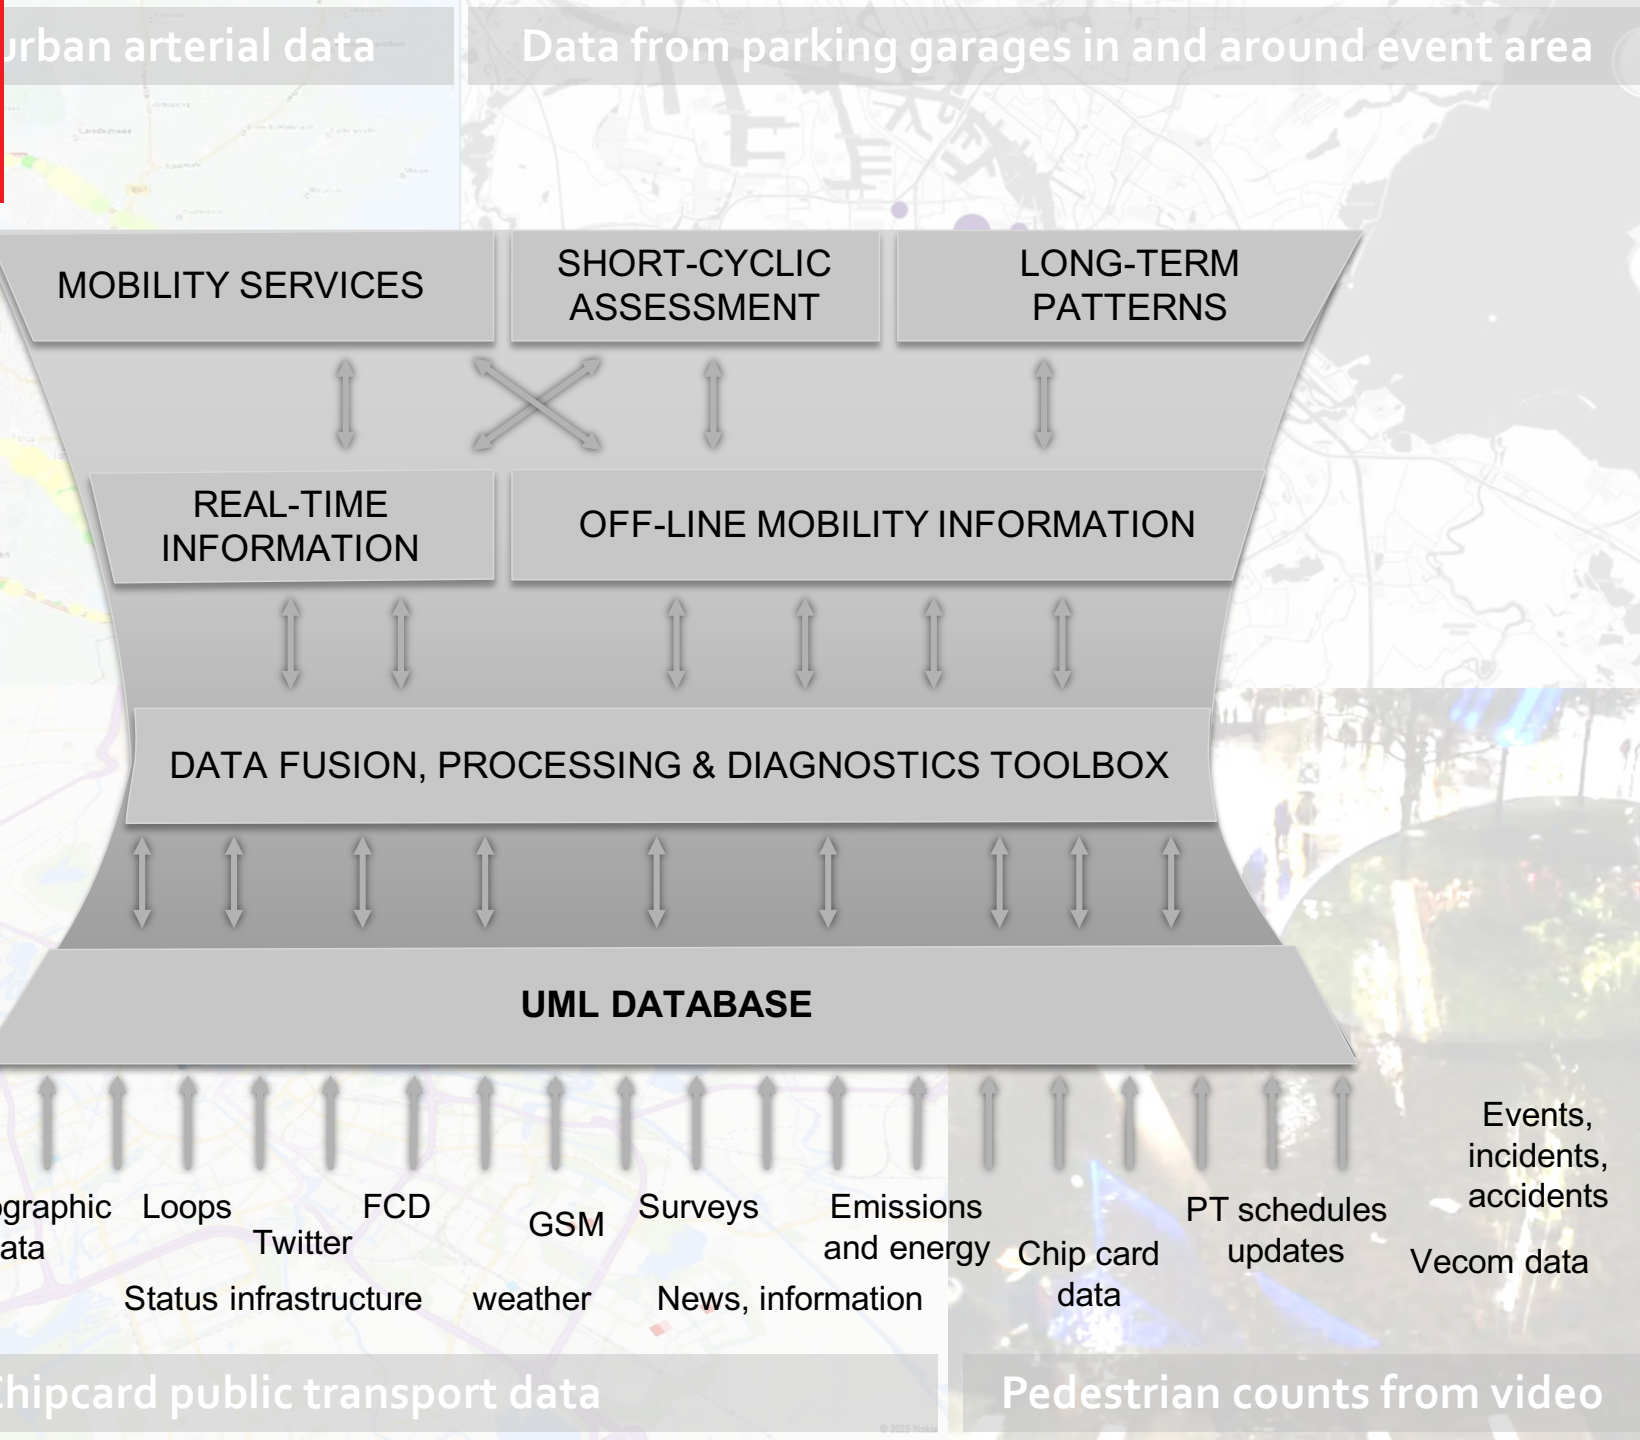 urban arterial data
Data from parking garages in and around event area
MOBILITY SERVICES
SHORT-CYCLIC
ASSESSMENT
LONG-TERM
PATTERNS
REAL-TIME
INFORMATION
OFF-LINE MOBILITY INFORMATION
DATA FUSION, PROCESSING & DIAGNOSTICS TOOLBOX
UML DATABASE
ographic
ata
Loops
Twitter
FCD
GSM
Surveys
Emissions
and energy
Chip card
data
PT schedules
updates
Events,
incidents,
accidents
Vecom data
Status infrastructure
weather
News, information
hipcard public transport data
Pedestrian counts from video
© 2015 Nokia